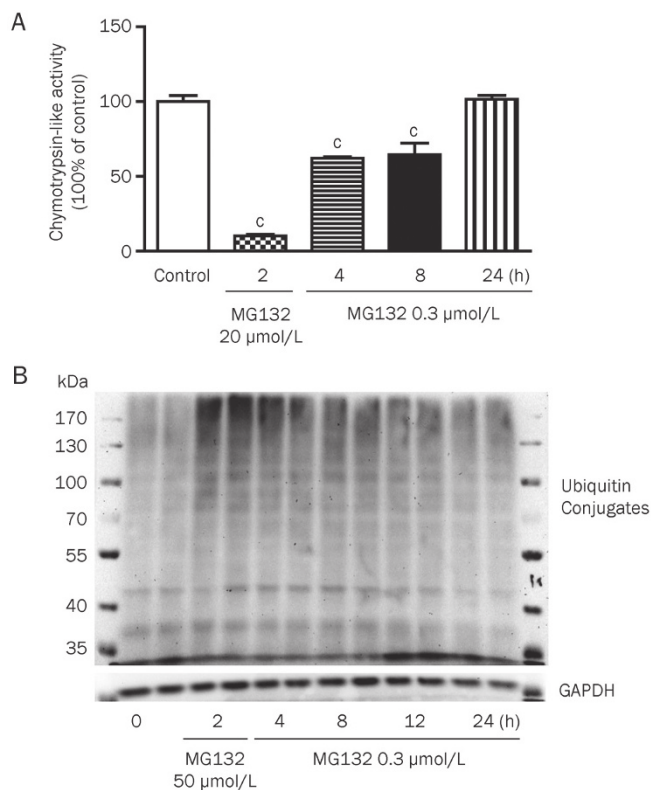 A
Chymotrypsin-like activity
(100% of control)
150
100
50
0
c
c
c
Control
2
4
8
24 (h)
MG132
20 μmol/L
MG132 0.3 μmol/L
B
kDa
170
130
100
70
55
40
35
Ubiquitin
Conjugates
GAPDH
0
2
4
8
12
24 (h)
MG132
50 μmol/L
MG132 0.3 μmol/L